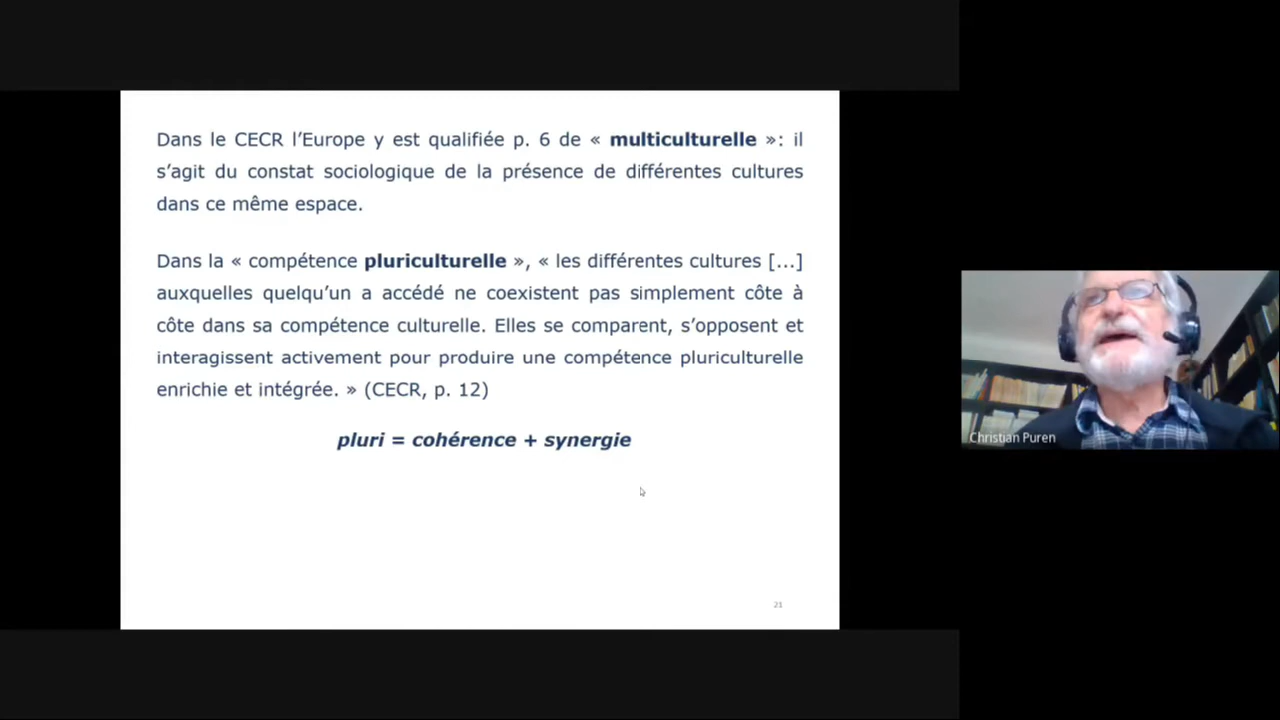 Dans le CECR l’Europe y est qualifiée p. 6 de « multiculturelle »: il
s’agit du constat sociologique de la présence de différentes cultures
dans ce même espace.
Dans la « compétence pluriculturelle », « les différentes cultures [...]
auxquelles quelqu’un a accédé ne coexistent pas simplement côte à
côte dans sa compétence culturelle. Elles se comparent, s’opposent et
interagissent activement pour produire une compétence pluriculturelle
enrichie et intégrée. » (CECR, p. 12)
pluri = cohérence + synergie
21
Christian Puren